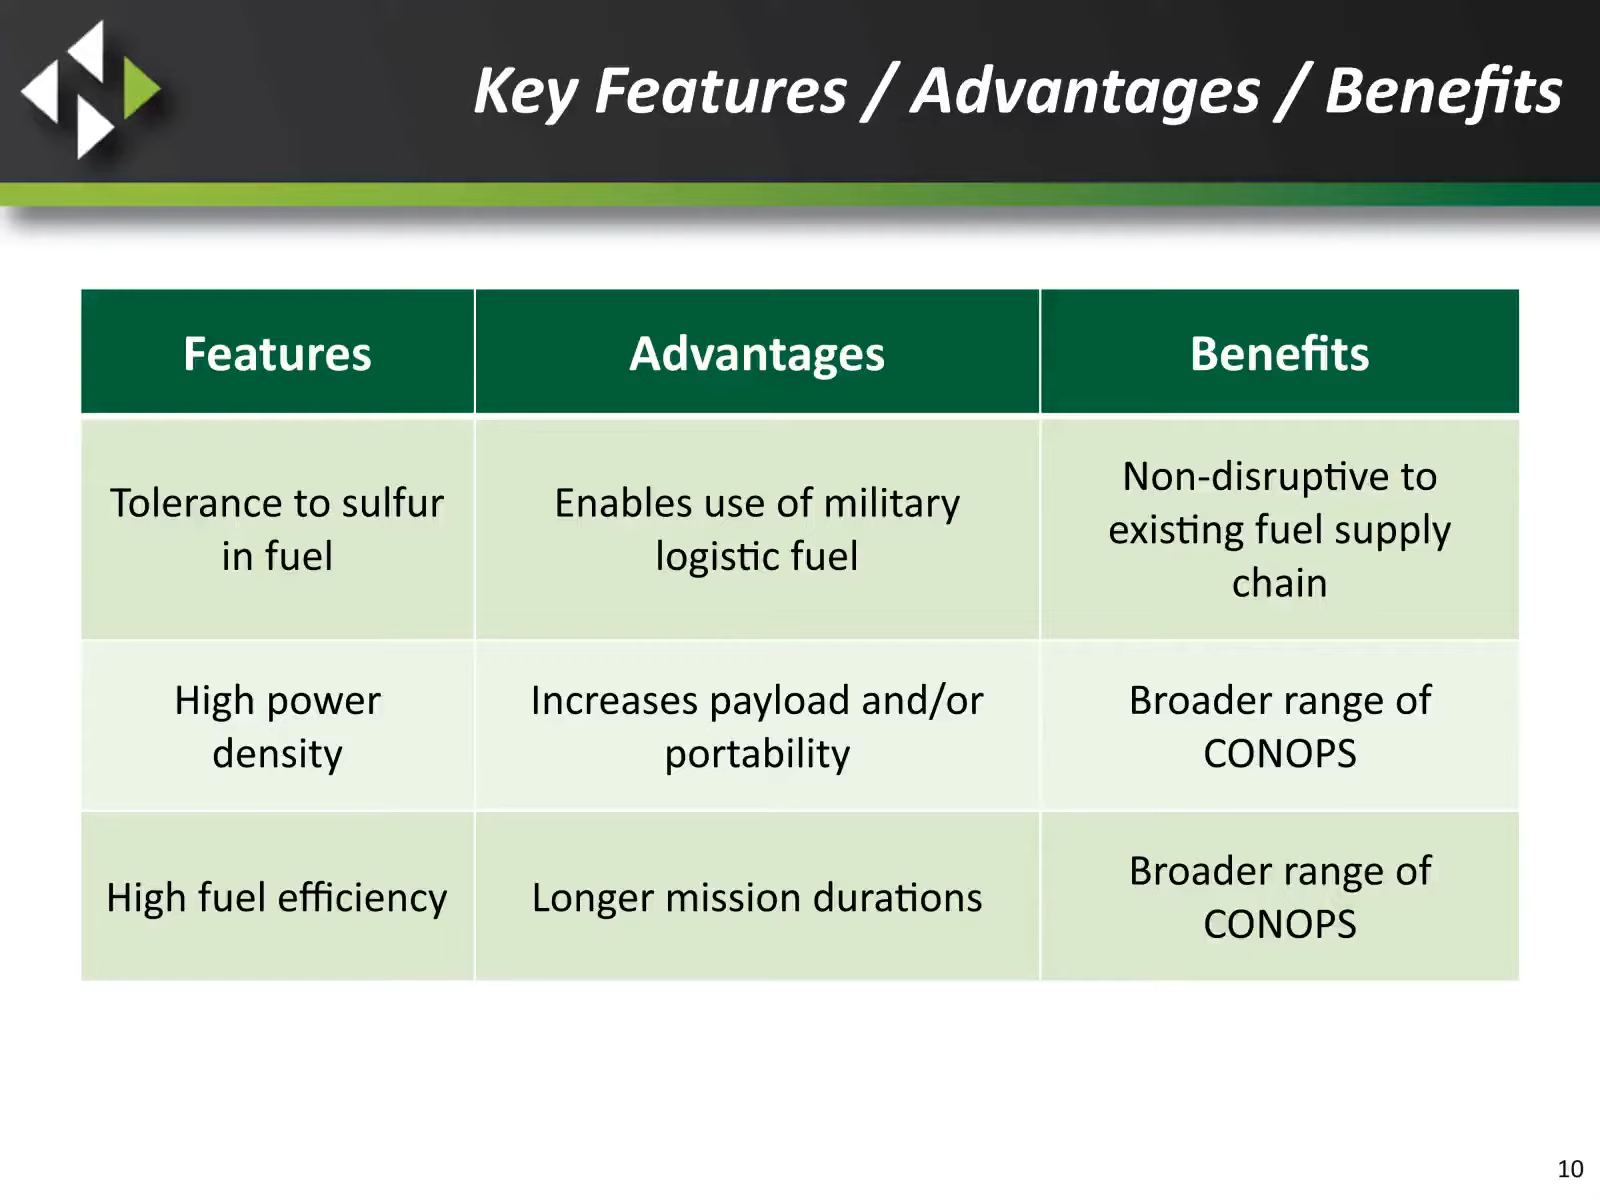 Key Features / Advantages / Benefits
Features
Advantages
Benefits
Tolerance to sulfur
in fuel
Enables use of military
logistic fuel
Non-disruptive to
existing fuel supply
chain
High power
density
Increases payload and/or
portability
Broader range of
CONOPS
High fuel efficiency
Longer mission durations
Broader range of
CONOPS
10